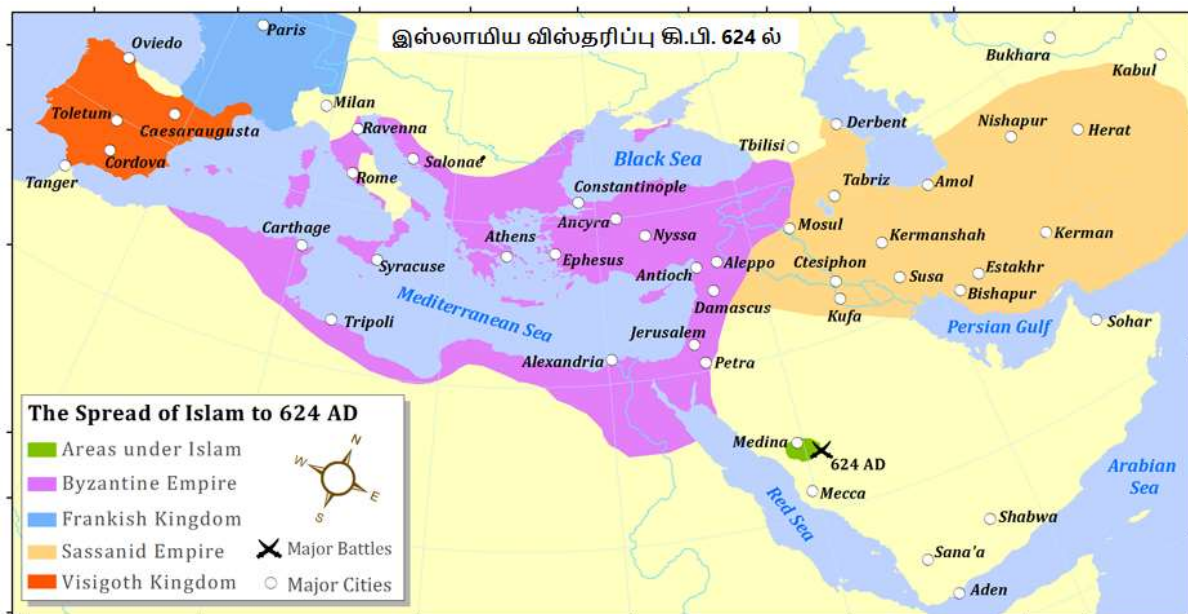 இஸ்லாமிய விஸ்தரிப்பு கி.பி. 624 ல்
Paris
Oviedo
Bukhara
Kabul
Milan
Toletum
Caesaraugusta
Ravenna
Derbent
Nishapur
Herat
Cordova
Salonae
Black Sea
Tbilisi
Tanger
Rome
Constantinople
Tabriz
Amol
Carthage
Ancyra
Athens
Nyssa
Mosul
Kermanshah
Kerman
Syracuse
Ephesus
Antioch
Aleppo
Ctesiphon
Susa
Estakhr
Mediterranean Sea
Damascus
Kufa
Bishapur
Tripoli
Jerusalem
Persian Gulf
Sohar
Alexandria
Petra
The Spread of Islam to 624 AD
Areas under Islam
Byzantine Empire
Frankish Kingdom
Sassanid Empire
Visigoth Kingdom
N
W
E
S
Major Battles
Major Cities
Medina
624 AD
Mecca
Red Sea
Arabian
Sea
Shabwa
Sana'a
Aden